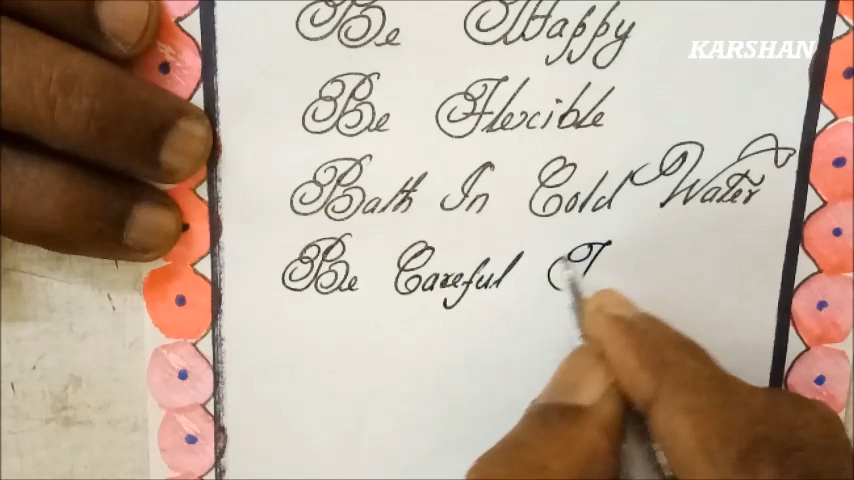 Be Happy
KARSHAN
Be Flexible
Bath In Cold Water
Be Careful